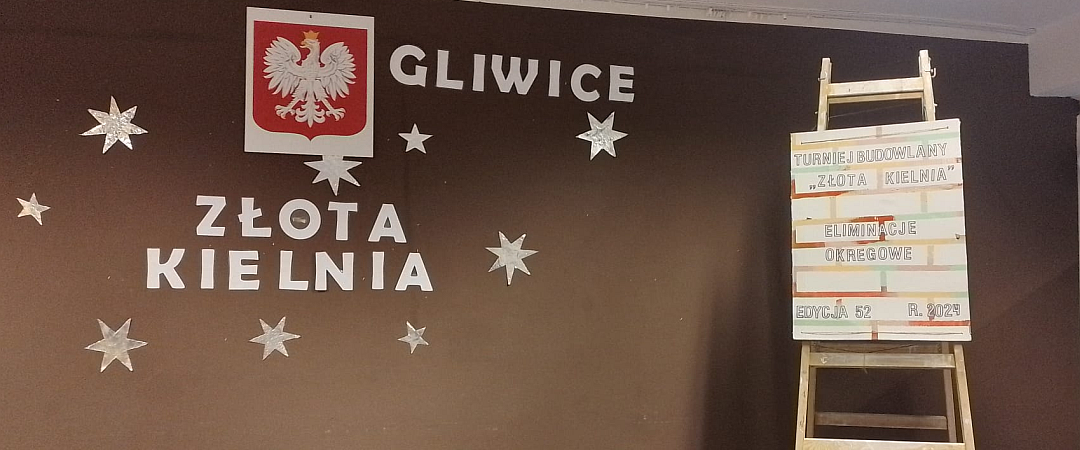 GLIWICE
ZŁOTA
KIELNIA
TURNIEJ BUDOWLANY
„ZŁOTA KIELNIA”
ELIMINACJE
OKRĘGOWE
EDYCJA 52 R. 2024